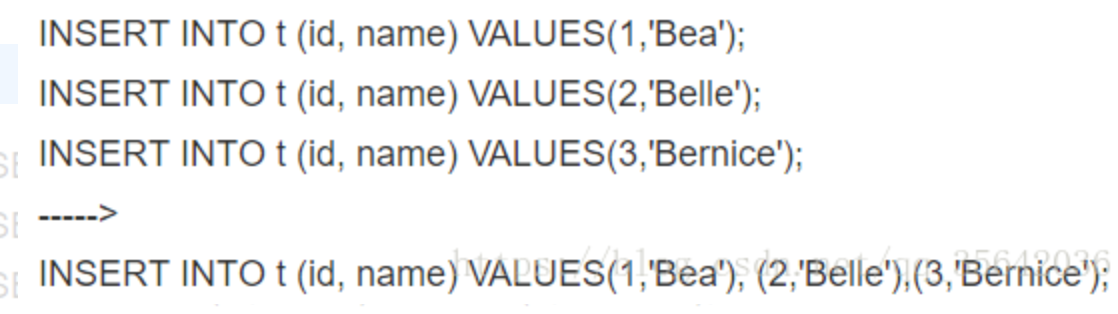 INSERT INTO t (id, name) VALUES(1,'Bea');
INSERT INTO t (id, name) VALUES(2,'Belle');
INSERT INTO t (id, name) VALUES(3,'Bernice');
----->
INSERT INTO t (id, name) VALUES(1,'Bea'), (2,'Belle'),(3,'Bernice');